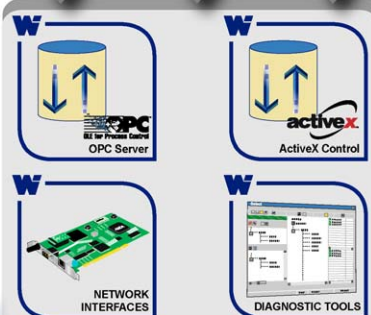 W
W
OPC
OLE for Process Control
OPC Server
activex
ActiveX Control
W
W
NETWORK
INTERFACES
DIAGNOSTIC TOOLS